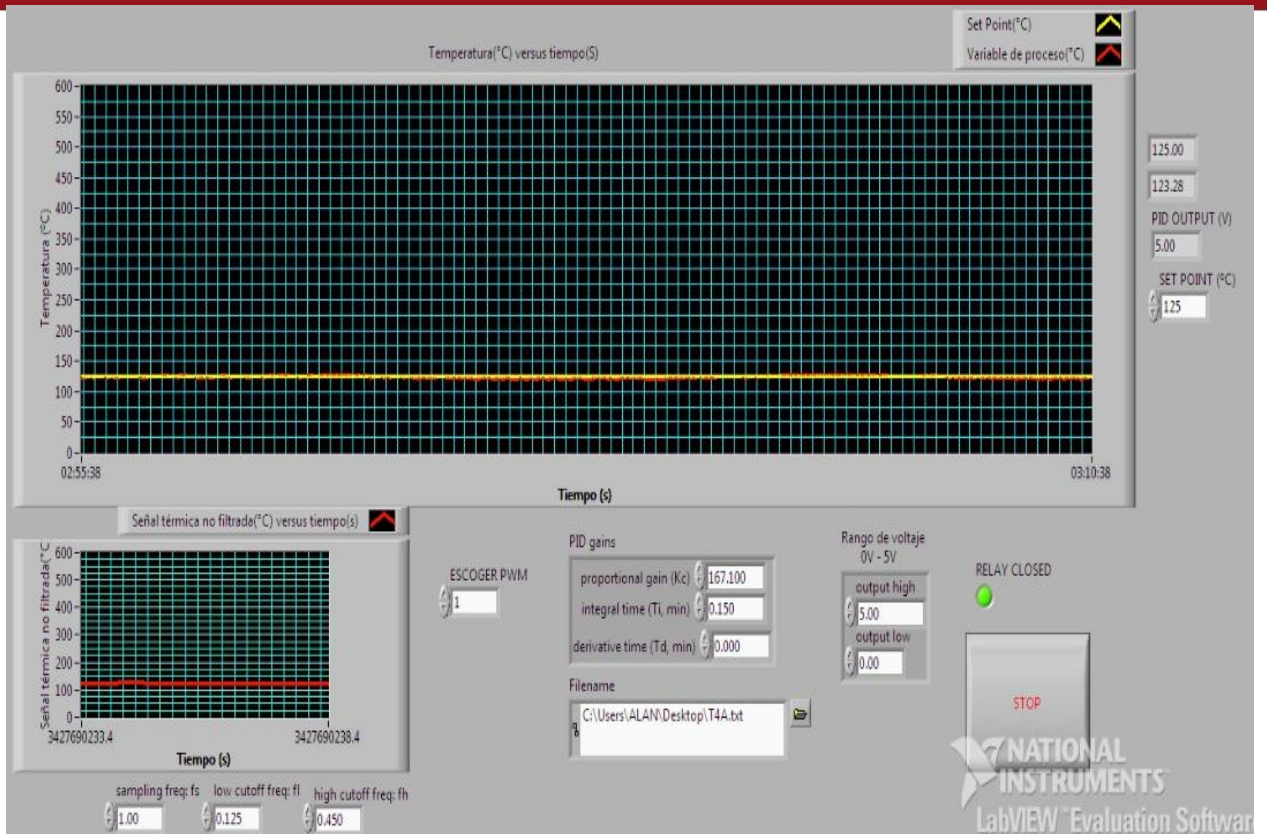 Set Point(°C)
Temperatura(°C) versus tiempo(S)
Variable de proceso(°C)
Temperatura (°C)
600
550
500
450
400
350
300
250
200
150
100
50
0
02:55:38
03:10:38
Tiempo (s)
125.00
123.28
PID OUTPUT (V)
5.00
SET POINT (ºC)
125
Señal térmica no filtrada(°C) versus tiempo(s)
Señal térmica no filtrada(°C
600
500
400
300
200
100
0
3427690233.4
3427690238.4
Tiempo (s)
sampling freq: fs
low cutoff freq: fl
high cutoff freq: fh
1.00
0.125
0.450
ESCOGER PWM
1
PID gains
proportional gain (Kc)
167.100
integral time (Ti, min)
0.150
derivative time (Td, min)
0.000
Filename
C:\Users\ALAN\Desktop\T4A.txt
Rango de voltaje
0V - 5V
output high
5.00
output low
0.00
RELAY CLOSED
STOP
NATIONAL
INSTRUMENTS
LabVIEW™Evaluation Softwar